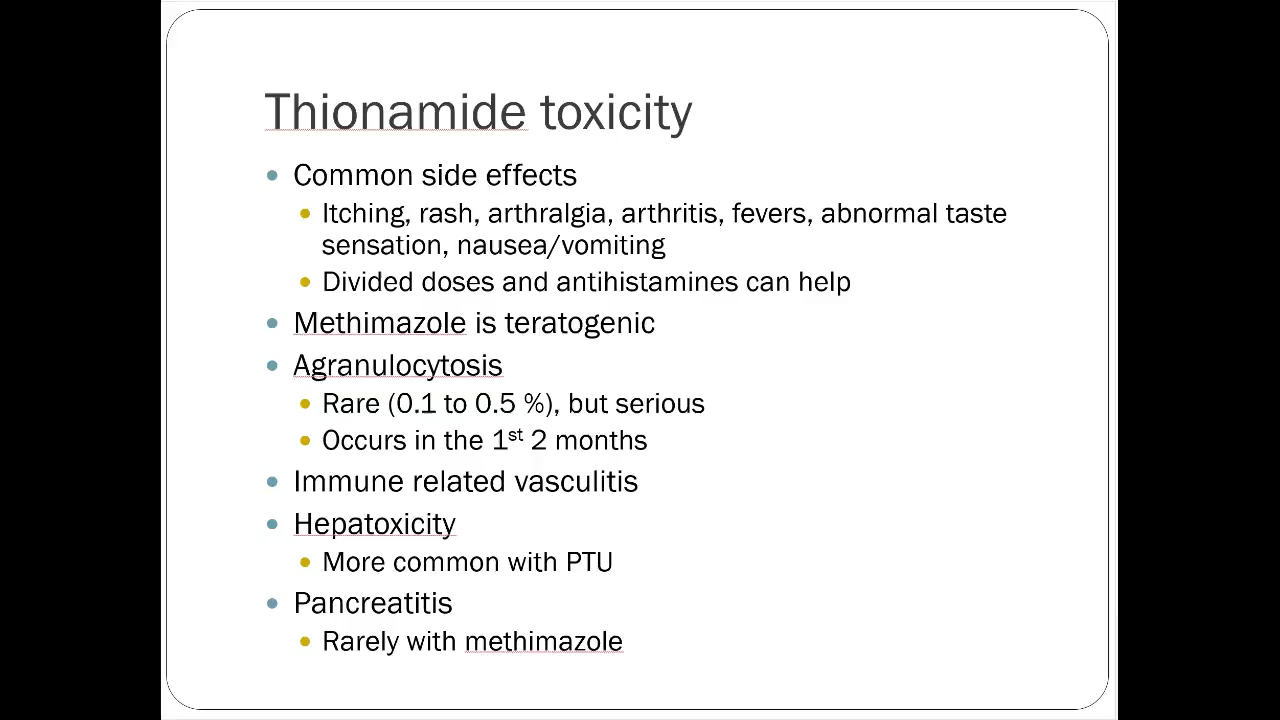 Thionamide toxicity
Common side effects
Itching, rash, arthralgia, arthritis, fevers, abnormal taste
sensation, nausea/vomiting
Divided doses and antihistamines can help
Methimazole is teratogenic
Agranulocytosis
Rare (0.1 to 0.5 %), but serious
Occurs in the 1st 2 months
Immune related vasculitis
Hepatoxicity
More common with PTU
Pancreatitis
Rarely with methimazole